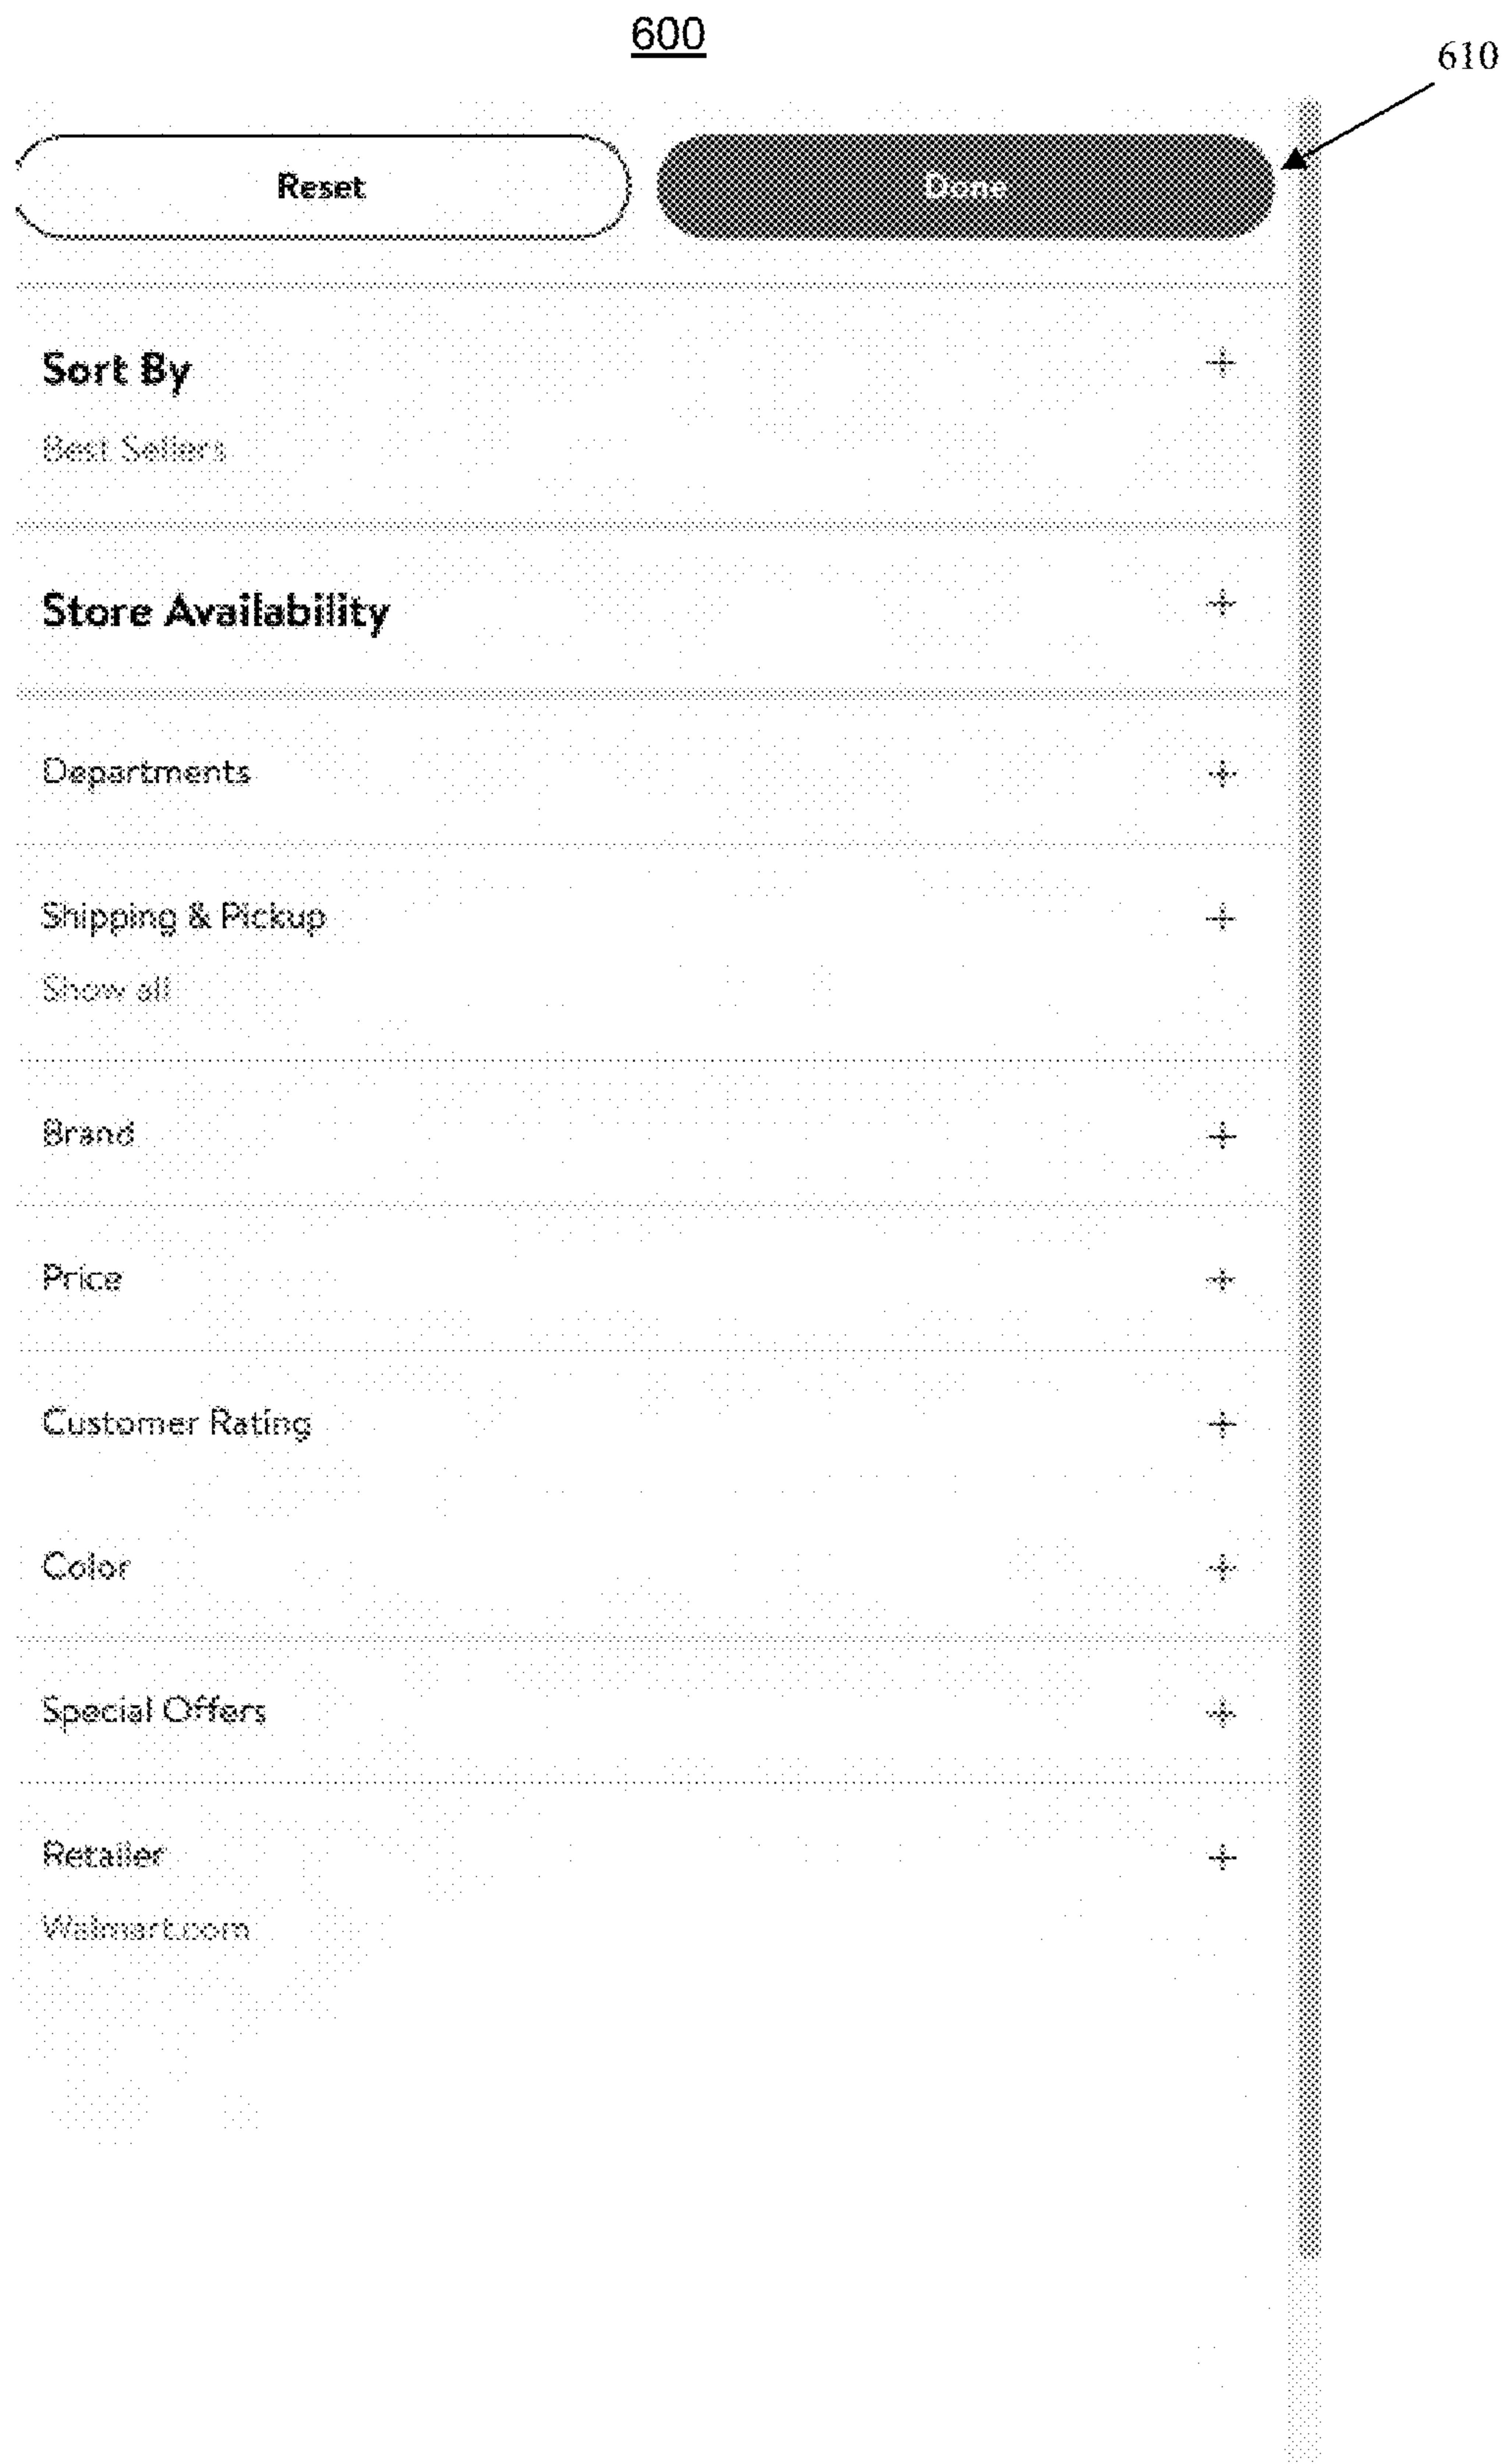 600
610
Reset
Done
Sort By
+
Best Sellers
Store Availability
+
Departments
+
Shipping & Pickup
+
Show all
Brand
+
Price
+
Customer Rating
+
Color
+
Special Offers
+
Retailer
+
Walmart.com